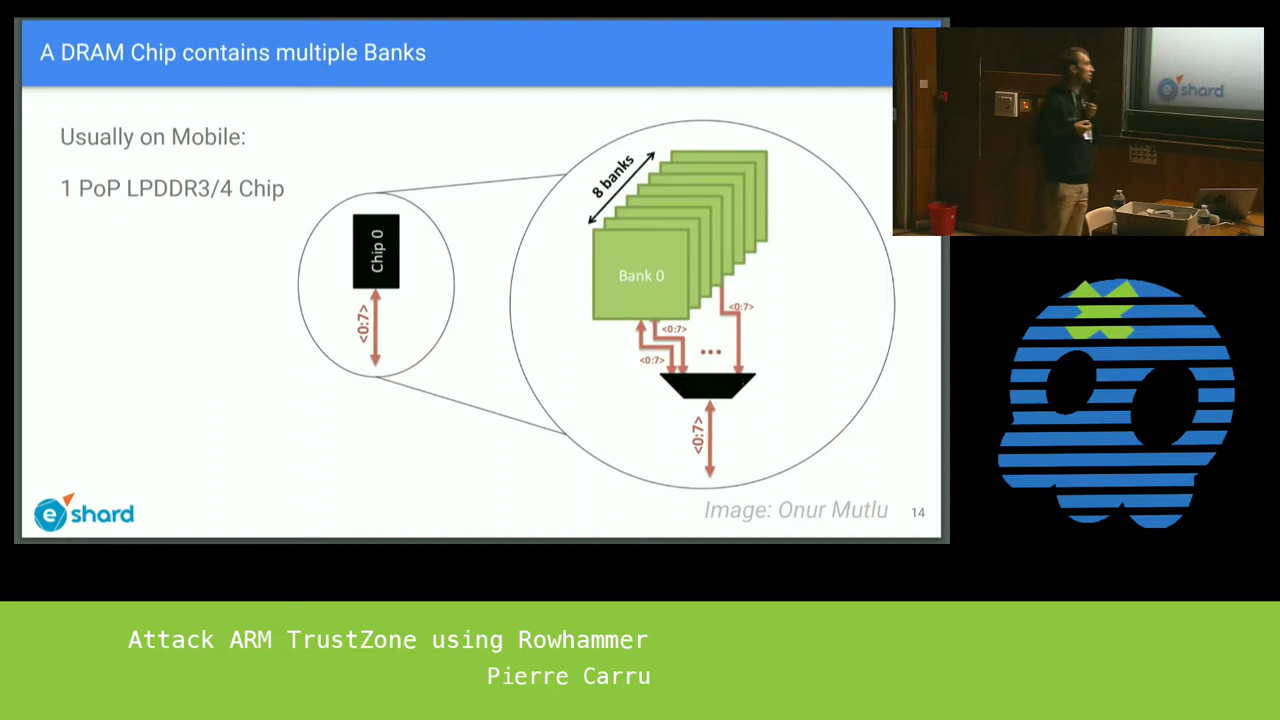 A DRAM Chip contains multiple Banks
Usually on Mobile:
1 PoP LPDDR3/4 Chip
Chip 0
<0:7>
8 banks
Bank 0
<0:7>
<0:7>
<0:7>
...
<0:7>
eshard
Image: Onur Mutlu
14
eshard
Attack ARM TrustZone using Rowhammer
Pierre Carru